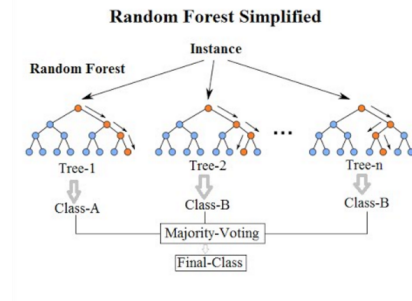 Random Forest Simplified
Instance
Random Forest
Tree-1
Tree-2
...
Tree-n
Class-A
Class-B
Class-B
Majority-Voting
Final-Class